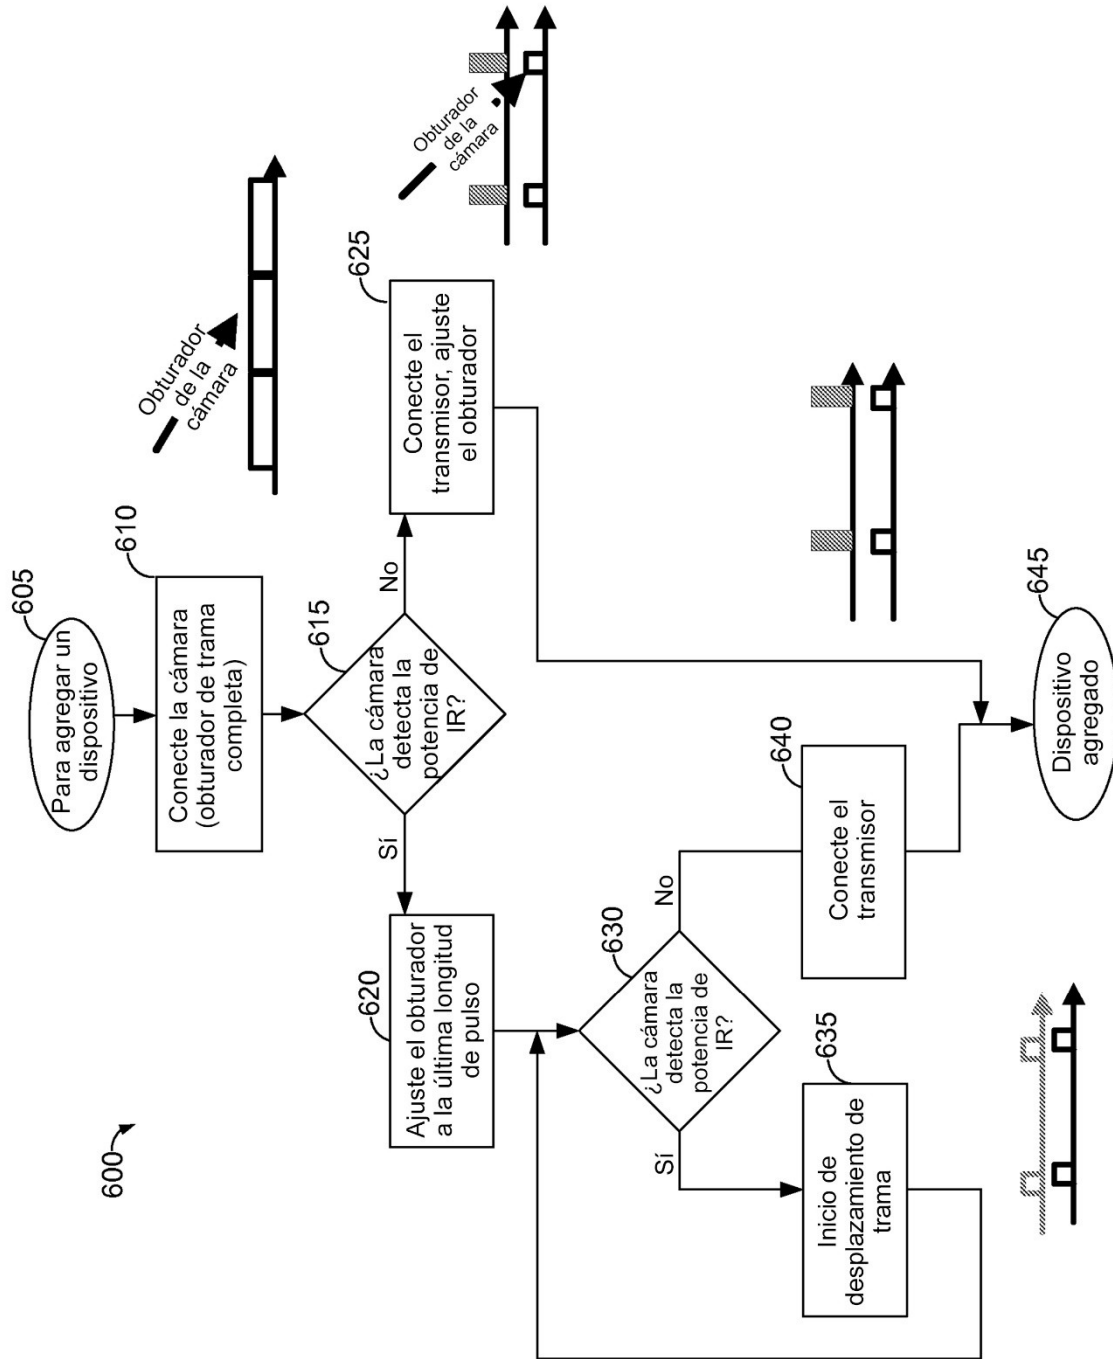 600
605
Para agregar un
dispositivo
610
Conecte la cámara
(obturador de trama
completa)
Obturador
de la
cámara
615
¿La cámara
detecta la
potencia de
IR?
Sí
No
620
Ajuste el obturador
a la última longitud
de pulso
625
Conecte el
transmisor, ajuste
el obturador
Obturador
de la
cámara
630
¿La cámara
detecta la
potencia de
IR?
Sí
No
635
Inicio de
desplazamiento de
trama
640
Conecte el
transmisor
645
Dispositivo
agregado